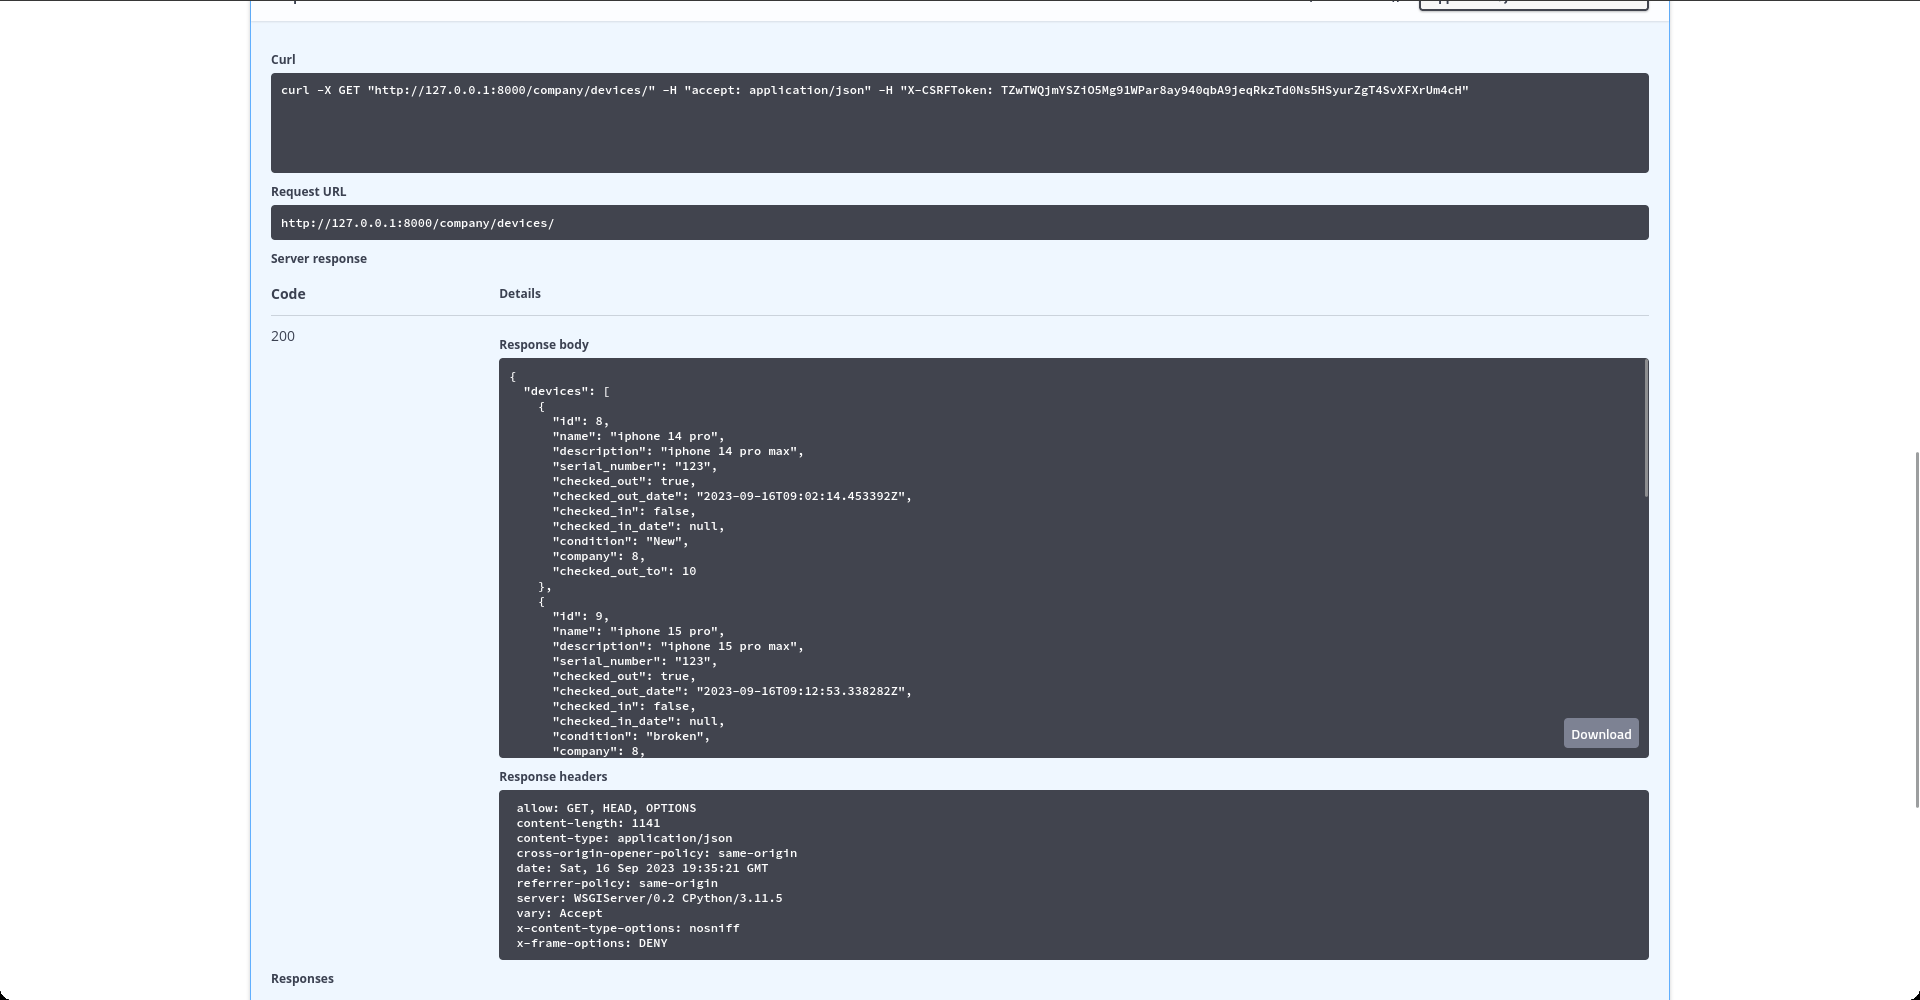 Curl
curl -X GET "http://127.0.0.1:8000/company/devices/" -H "accept: application/json" -H "X-CSRFToken: TZwTWQjmYSZiO5Mg91WPar8ay940qbA9jeqRkzTd0Ns5HSyurZgT4SvXFXrUm4cH"
Request URL
http://127.0.0.1:8000/company/devices/
Server response
Code Details
200
Response body
{
  "devices": [
    {
      "id": 8,
      "name": "iphone 14 pro",
      "description": "iphone 14 pro max",
      "serial_number": "123",
      "checked_out": true,
      "checked_out_date": "2023-09-16T09:02:14.453392Z",
      "checked_in": false,
      "checked_in_date": null,
      "condition": "New",
      "company": 8,
      "checked_out_to": 10
    },
    {
      "id": 9,
      "name": "iphone 15 pro",
      "description": "iphone 15 pro max",
      "serial_number": "123",
      "checked_out": true,
      "checked_out_date": "2023-09-16T09:12:53.338282Z",
      "checked_in": false,
      "checked_in_date": null,
      "condition": "broken",
      "company": 8,
Download
Response headers
allow: GET, HEAD, OPTIONS
content-length: 1141
content-type: application/json
cross-origin-opener-policy: same-origin
date: Sat, 16 Sep 2023 19:35:21 GMT
referrer-policy: same-origin
server: WSGIServer/0.2 CPython/3.11.5
vary: Accept
x-content-type-options: nosniff
x-frame-options: DENY
Responses